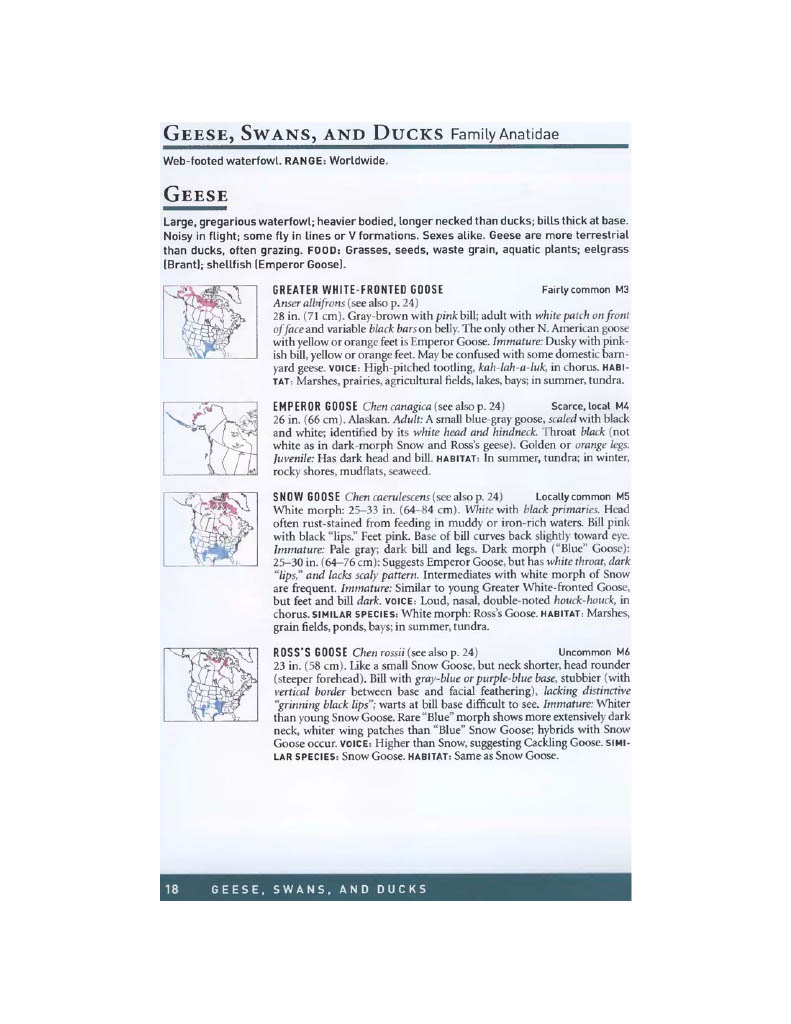 GEESE, SWANS, AND DUCKS Family Anatidae
Web-footed waterfowl. RANGE: Worldwide.
GEESE
Large, gregarious waterfowl; heavier bodied, longer necked than ducks; bills thick at base.
Noisy in flight; some fly in lines or V formations. Sexes alike. Geese are more terrestrial
than ducks, often grazing. FOOD: Grasses, seeds, waste grain, aquatic plants; eelgrass
(Brant); shellfish (Emperor Goose).
GREATER WHITE-FRONTED GOOSE Fairly common M3
Anser albifrons (see also p. 24)
28 in. (71 cm). Gray-brown with pink bill; adult with white patch on front
of face and variable black bars on belly. The only other N. American goose
with yellow or orange feet is Emperor Goose. Immature: Dusky with pink-
ish bill, yellow or orange feet. May be confused with some domestic barn-
yard geese. VOICE: High-pitched tootling, kah-lah-a-luk, in chorus. HABI-
TAT: Marshes, prairies, agricultural fields, lakes, bays; in summer, tundra.
EMPEROR GOOSE Chen canagica (see also p. 24) Scarce, local M4
26 in. (66 cm). Alaskan. Adult: A small blue-gray goose, scaled with black
and white; identified by its white head and hindneck. Throat black (not
white as in dark-morph Snow and Ross's geese). Golden or orange legs.
Juvenile: Has dark head and bill. HABITAT: In summer, tundra; in winter,
rocky shores, mudflats, seaweed.
SNOW GOOSE Chen caerulescens (see also p. 24) Locally common M5
White morph: 25–33 in. (64–84 cm). White with black primaries. Head
often rust-stained from feeding in muddy or iron-rich waters. Bill pink
with black "lips." Feet pink. Base of bill curves back slightly toward eye.
Immature: Pale gray; dark bill and legs. Dark morph ("Blue" Goose):
25–30 in. (64–76 cm): Suggests Emperor Goose, but has white throat, dark
"lips," and lacks scaly pattern. Intermediates with white morph of Snow
are frequent. Immature: Similar to young Greater White-fronted Goose,
but feet and bill dark. VOICE: Loud, nasal, double-noted houck-houck, in
chorus. SIMILAR SPECIES: White morph: Ross's Goose. HABITAT: Marshes,
grain fields, ponds, bays; in summer, tundra.
ROSS'S GOOSE Chen rossii (see also p. 24) Uncommon M6
23 in. (58 cm). Like a small Snow Goose, but neck shorter, head rounder
(steeper forehead). Bill with gray-blue or purple-blue base, stubbier (with
vertical border between base and facial feathering), lacking distinctive
"grinning black lips"; warts at bill base difficult to see. Immature: Whiter
than young Snow Goose. Rare "Blue" morph shows more extensively dark
neck, whiter wing patches than "Blue" Snow Goose; hybrids with Snow
Goose occur. VOICE: Higher than Snow, suggesting Cackling Goose. SIMI-
LAR SPECIES: Snow Goose. HABITAT: Same as Snow Goose.
18 GEESE, SWANS, AND DUCKS